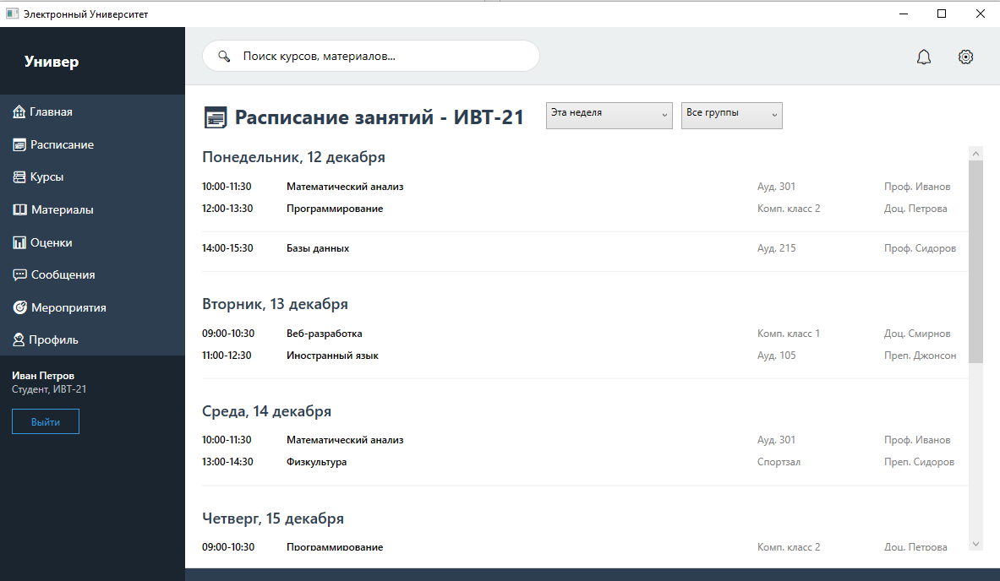 Электронный Университет
Универ
Поиск курсов, материалов...
Главная
Расписание
Курсы
Материалы
Оценки
Сообщения
Мероприятия
Профиль
Иван Петров
Студент, ИВТ-21
Выйти
Расписание занятий - ИВТ-21 Эта неделя Все группы
Понедельник, 12 декабря
10:00-11:30 Математический анализ Ауд. 301 Проф. Иванов
12:00-13:30 Программирование Комп. класс 2 Доц. Петрова
14:00-15:30 Базы данных Ауд. 215 Проф. Сидоров
Вторник, 13 декабря
09:00-10:30 Веб-разработка Комп. класс 1 Доц. Смирнов
11:00-12:30 Иностранный язык Ауд. 105 Преп. Джонсон
Среда, 14 декабря
10:00-11:30 Математический анализ Ауд. 301 Проф. Иванов
13:00-14:30 Физкультура Спортзал Преп. Сидоров
Четверг, 15 декабря
09:00-10:30 Программирование Комп. класс 2 Доц. Петрова